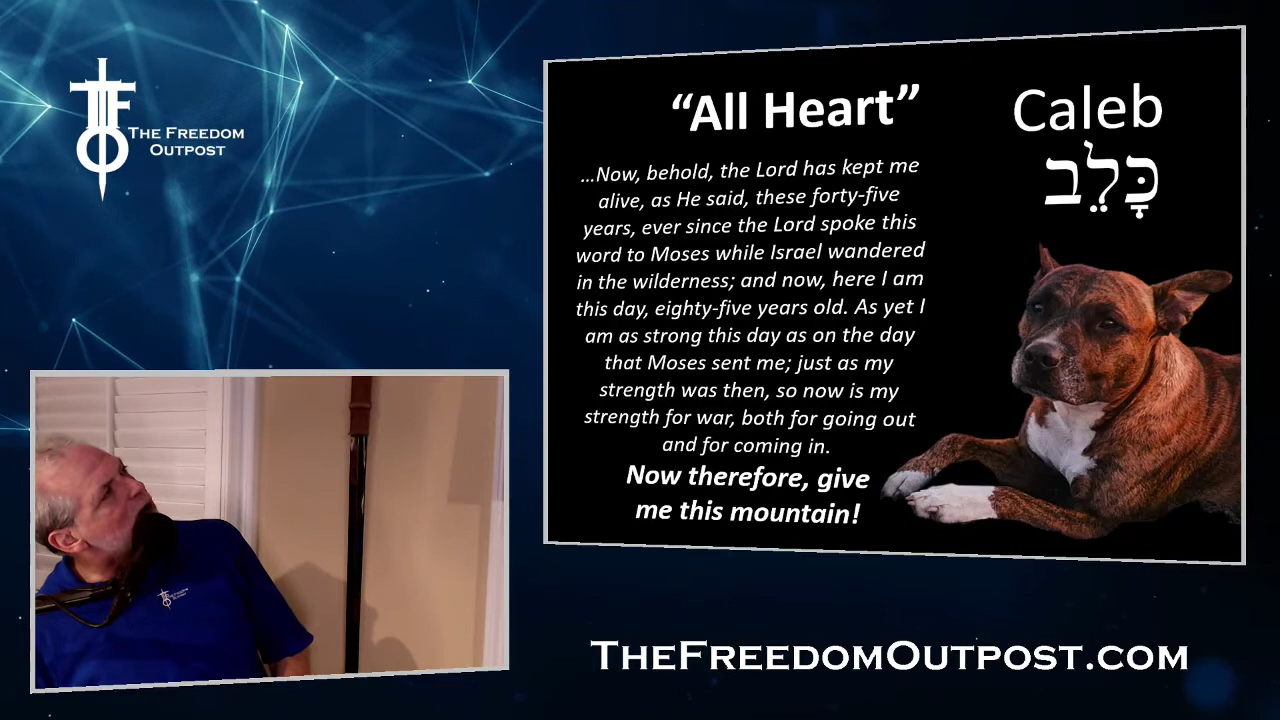 THE FREEDOM
OUTPOST
“All Heart”
…Now, behold, the Lord has kept me
alive, as He said, these forty-five
years, ever since the Lord spoke this
word to Moses while Israel wandered
in the wilderness; and now, here I am
this day, eighty-five years old. As yet I
am as strong this day as on the day
that Moses sent me; just as my
strength was then, so now is my
strength for war, both for going out
and for coming in.
Now therefore, give
me this mountain!
Caleb
כָּלֵב
THEFREEDOMOUTPOST.COM